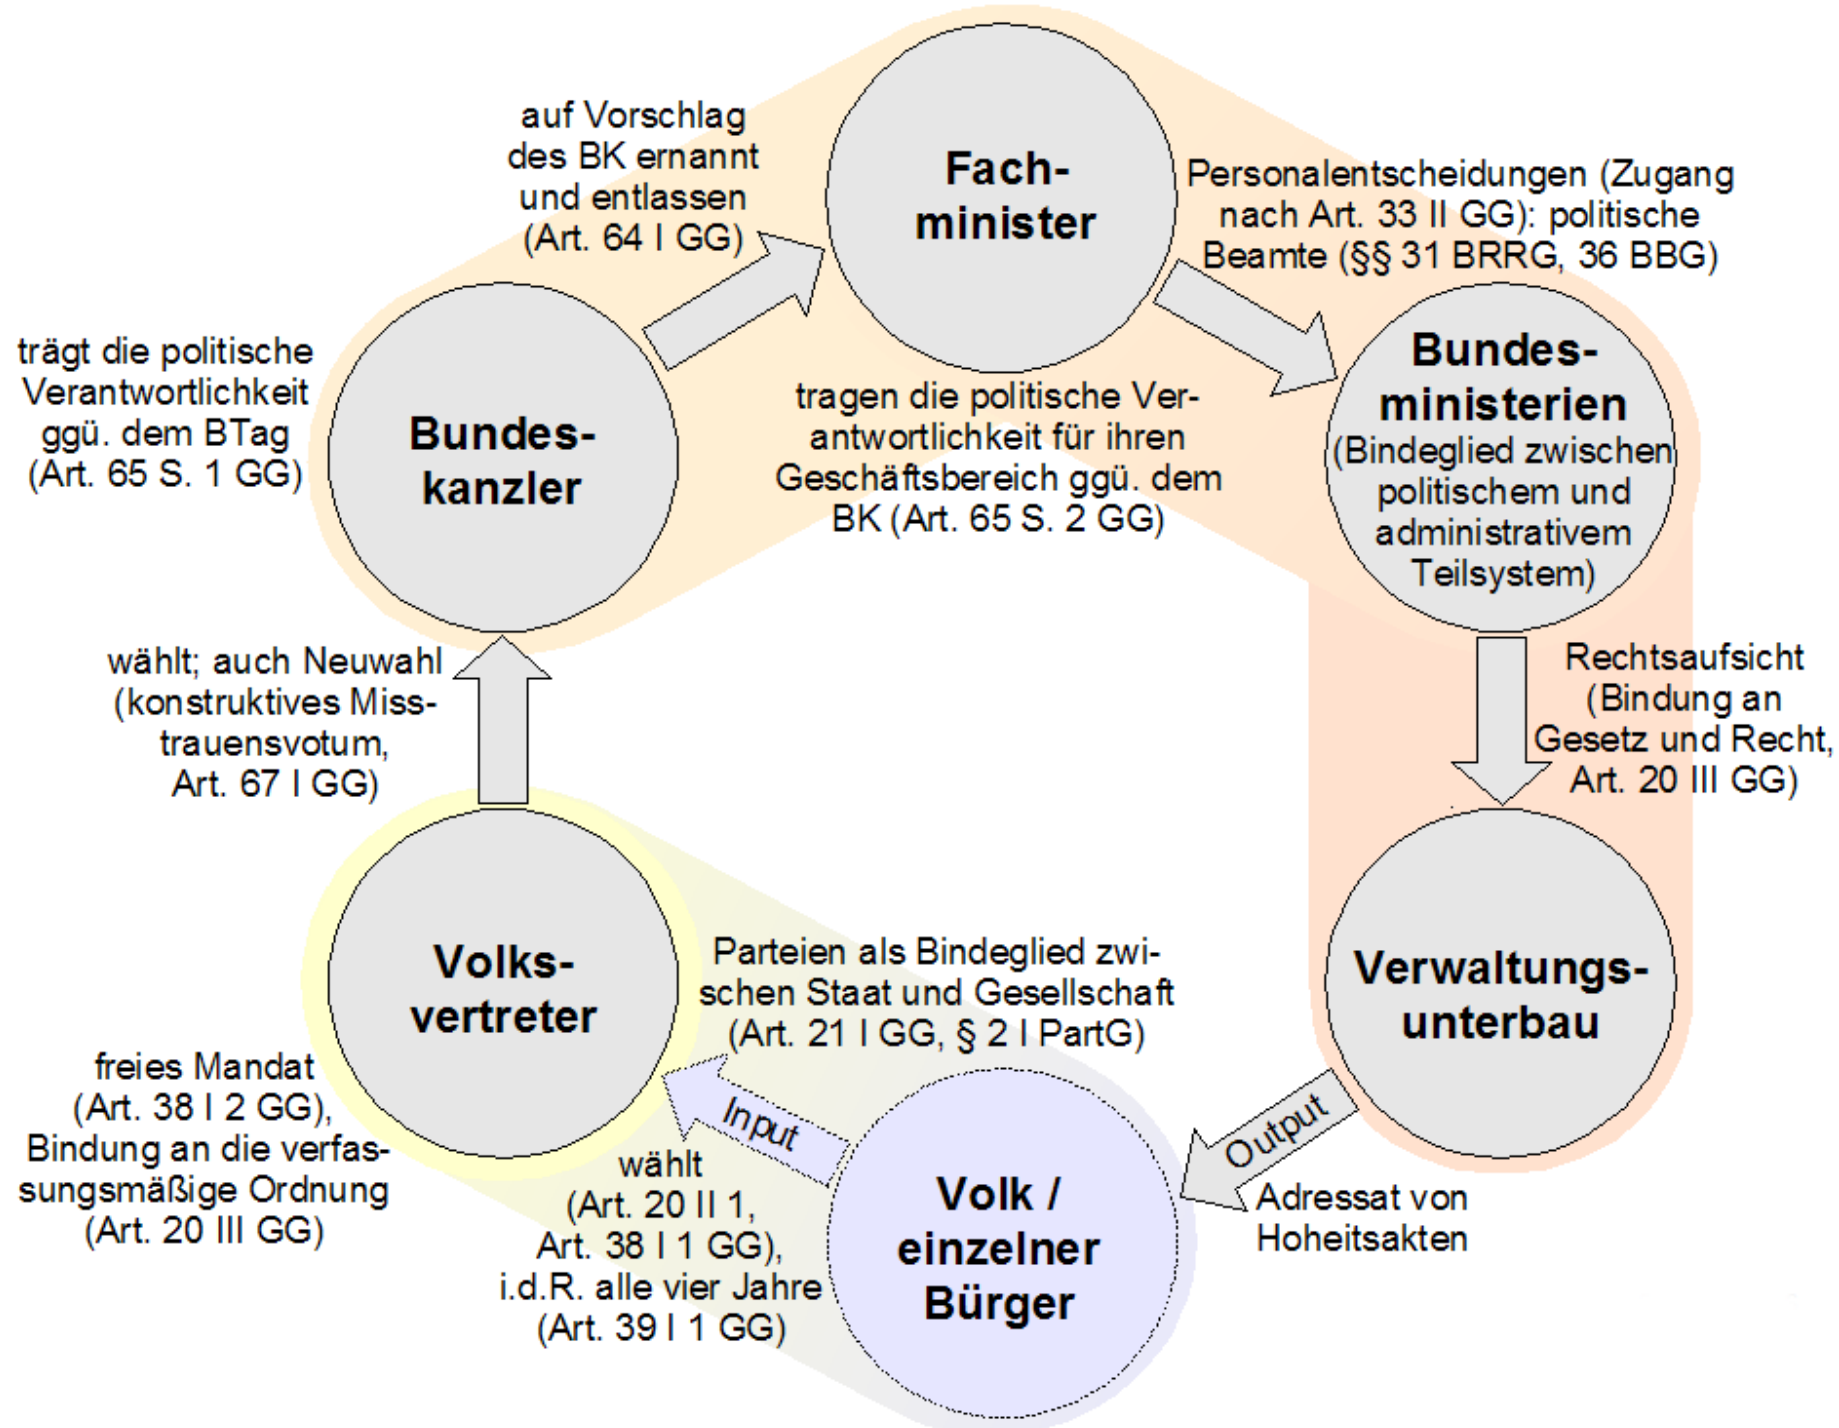 auf Vorschlag
des BK ernannt
und entlassen
(Art. 64 I GG)
Fach-
minister
Personalentscheidungen (Zugang
nach Art. 33 II GG): politische
Beamte (§§ 31 BRRG, 36 BBG)
trägt die politische
Verantwortlichkeit
ggü. dem BTag
(Art. 65 S. 1 GG)
Bundes-
kanzler
tragen die politische Ver-
antwortlichkeit für ihren
Geschäftsbereich ggü. dem
BK (Art. 65 S. 2 GG)
Bundes-
ministerien
(Bindeglied zwischen
politischem und
administrativem
Teilsystem)
wählt; auch Neuwahl
(konstruktives Miss-
trauensvotum,
Art. 67 I GG)
Rechtsaufsicht
(Bindung an
Gesetz und Recht,
Art. 20 III GG)
Volks-
vertreter
Parteien als Bindeglied zwi-
schen Staat und Gesellschaft
(Art. 21 I GG, § 2 I PartG)
Verwaltungs-
unterbau
freies Mandat
(Art. 38 I 2 GG),
Bindung an die verfas-
sungsmäßige Ordnung
(Art. 20 III GG)
Input
wählt
(Art. 20 II 1,
Art. 38 I 1 GG),
i.d.R. alle vier Jahre
(Art. 39 I 1 GG)
Volk /
einzelner
Bürger
Output
Adressat von
Hoheitsakten